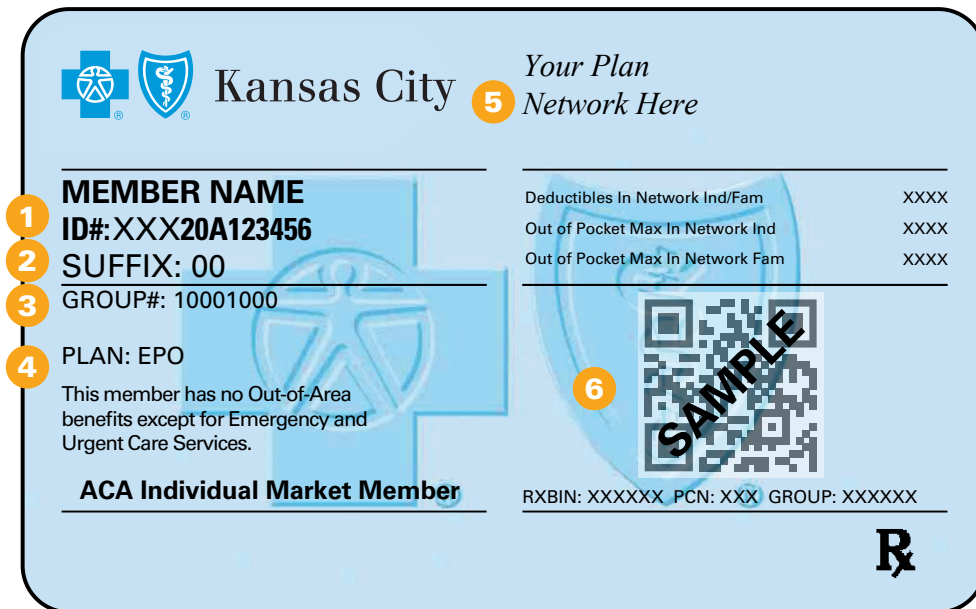 Kansas City
5
Your Plan
Network Here
MEMBER NAME
1
ID#:XXX20A123456
2
SUFFIX: 00
3
GROUP#: 10001000
4
PLAN: EPO
This member has no Out-of-Area
benefits except for Emergency and
Urgent Care Services.
ACA Individual Market Member
Deductibles In Network Ind/Fam XXXX
Out of Pocket Max In Network Ind XXXX
Out of Pocket Max In Network Fam XXXX
6
SAMPLE
RXBIN: XXXXXX PCN: XXX GROUP: XXXXXX
Rx